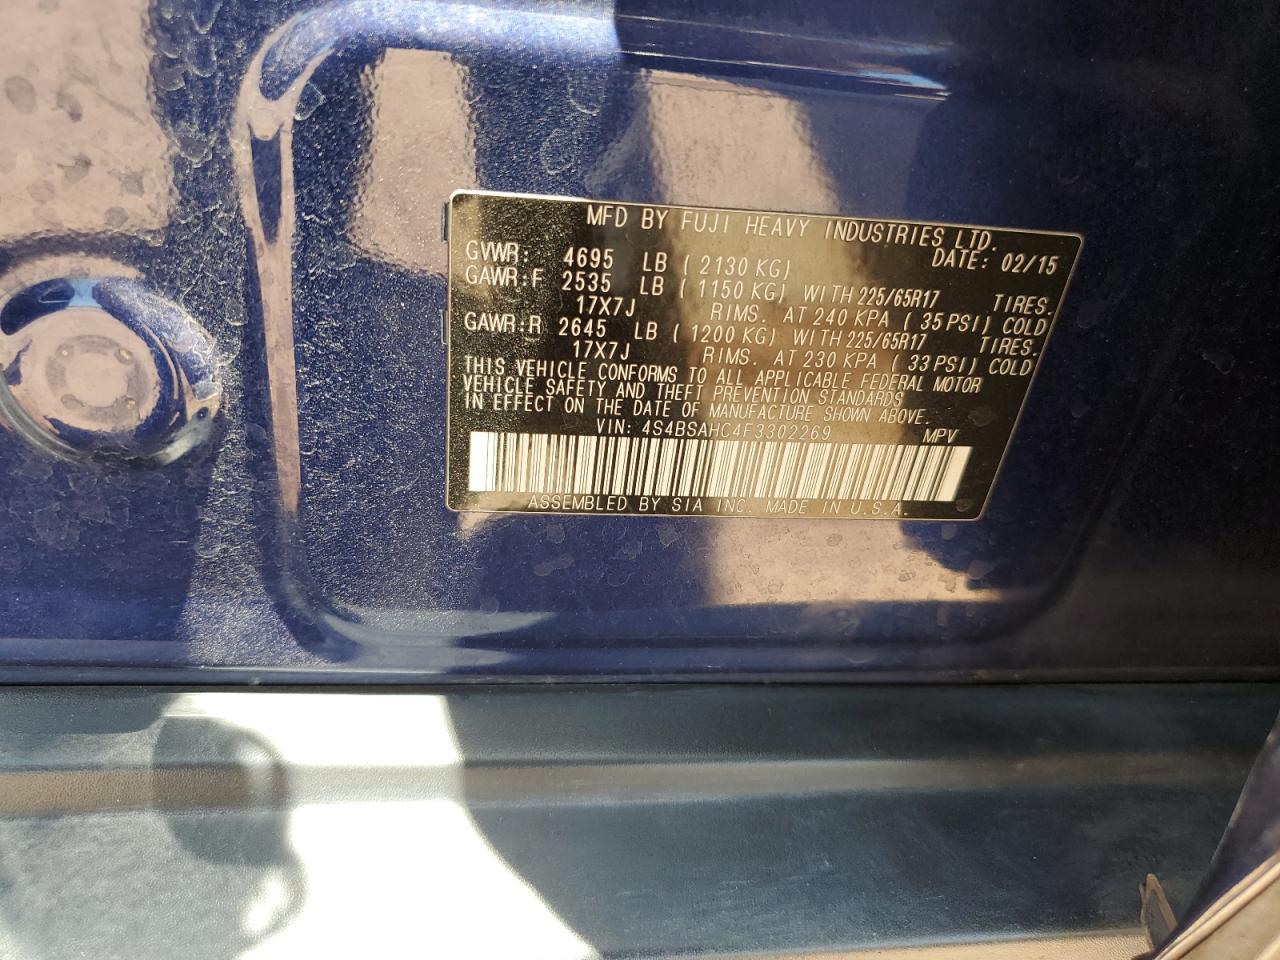 MFD BY FUJI HEAVY INDUSTRIES LTD.
DATE: 02/15
GVWR: 4695 LB (2130 KG)
GAWR:F 2535 LB (1150 KG) WITH 225/65R17 TIRES.
17X7J RIMS. AT 240 KPA (35 PSI) COLD
GAWR:R 2645 LB (1200 KG) WITH 225/65R17 TIRES.
17X7J RIMS. AT 230 KPA (33 PSI) COLD
THIS VEHICLE CONFORMS TO ALL APPLICABLE FEDERAL MOTOR
VEHICLE SAFETY AND THEFT PREVENTION STANDARDS
IN EFFECT ON THE DATE OF MANUFACTURE SHOWN ABOVE.
VIN: 4S4BSAHC4F3302269 MPV
ASSEMBLED BY SIA INC. MADE IN U.S.A.